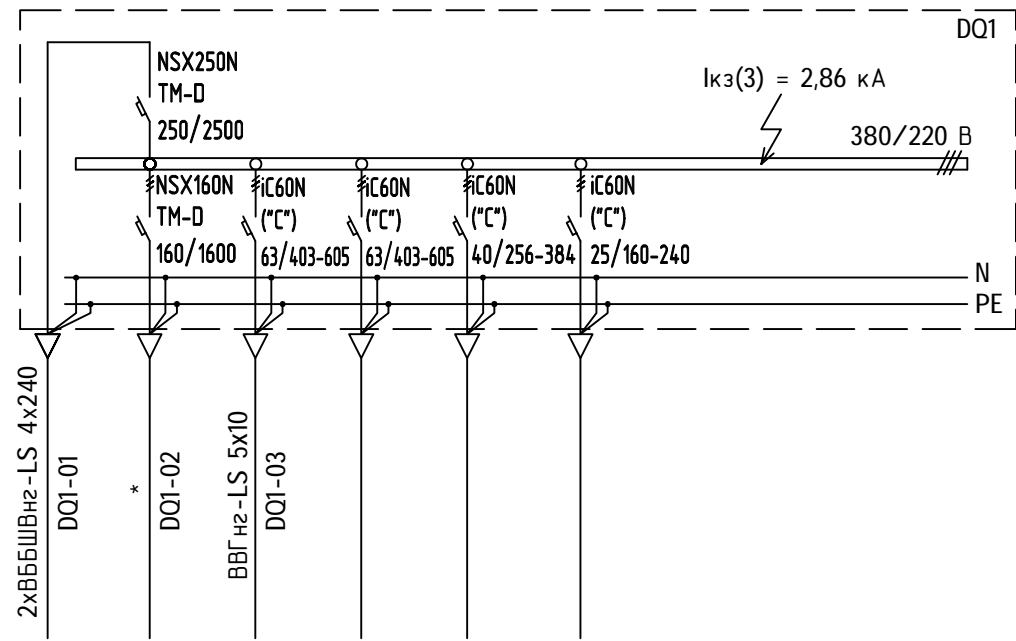 DQ1
NSX250N
TM-D
250/2500
Iкз(3) = 2,86 кА
380/220 В
NSX160N
TM-D
160/1600
iC60N
("C")
63/403-605
iC60N
("C")
63/403-605
iC60N
("C")
40/256-384
iC60N
("C")
25/160-240
N
PE
2хВБбШВнг-LS 4х240
DQ1-01
*
DQ1-02
ВВГнг-LS 5х10
DQ1-03